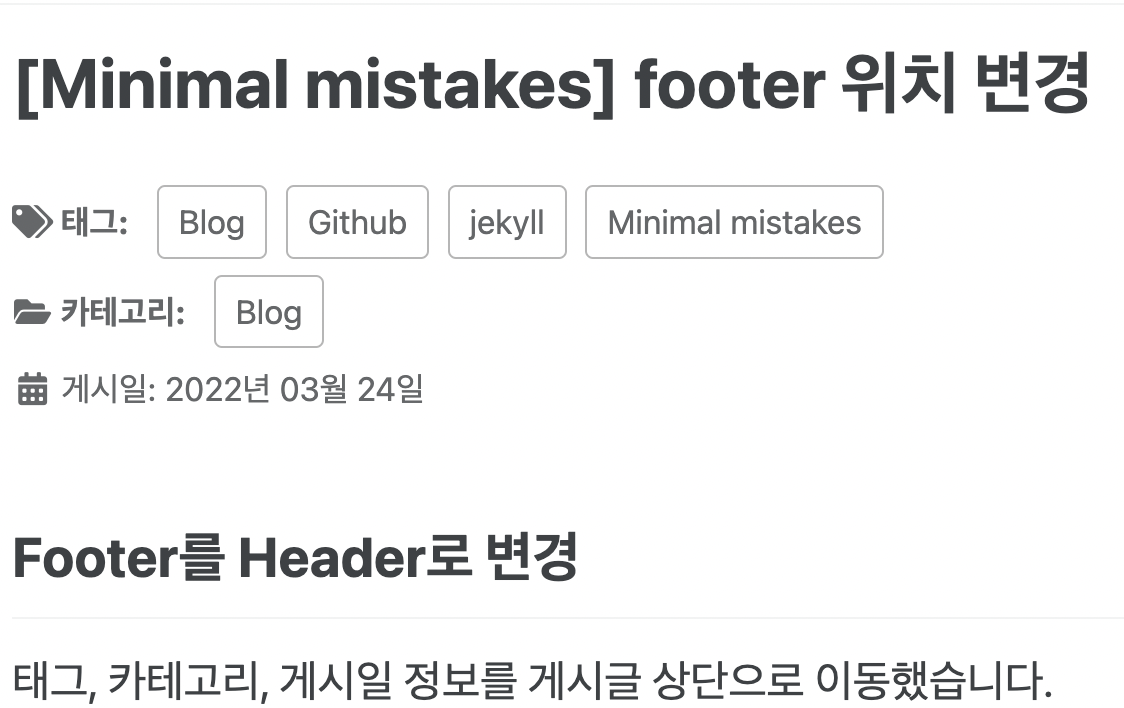 [Minimal mistakes] footer 위치 변경
태그: Blog Github jekyll Minimal mistakes
카테고리: Blog
게시일: 2022년 03월 24일
Footer를 Header로 변경
태그, 카테고리, 게시일 정보를 게시글 상단으로 이동했습니다.